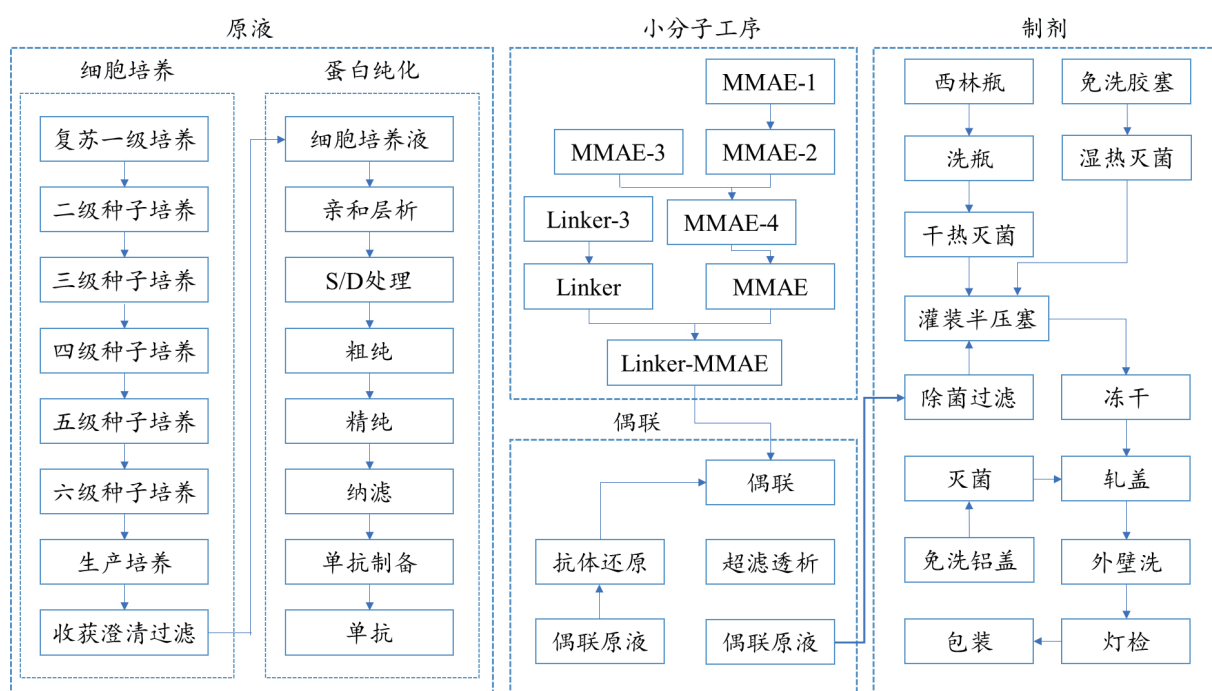 原液
细胞培养
复苏一级培养
二级种子培养
三级种子培养
四级种子培养
五级种子培养
六级种子培养
生产培养
收获澄清过滤
蛋白纯化
细胞培养液
亲和层析
S/D处理
粗纯
精纯
纳滤
单抗制备
单抗
小分子工序
MMAE-1
MMAE-3
MMAE-2
Linker-3
MMAE-4
Linker
MMAE
Linker-MMAE
偶联
偶联
抗体还原
超滤透析
偶联原液
偶联原液
制剂
西林瓶
免洗胶塞
洗瓶
湿热灭菌
干热灭菌
灌装半压塞
除菌过滤
冻干
灭菌
轧盖
免洗铝盖
外壁洗
包装
灯检